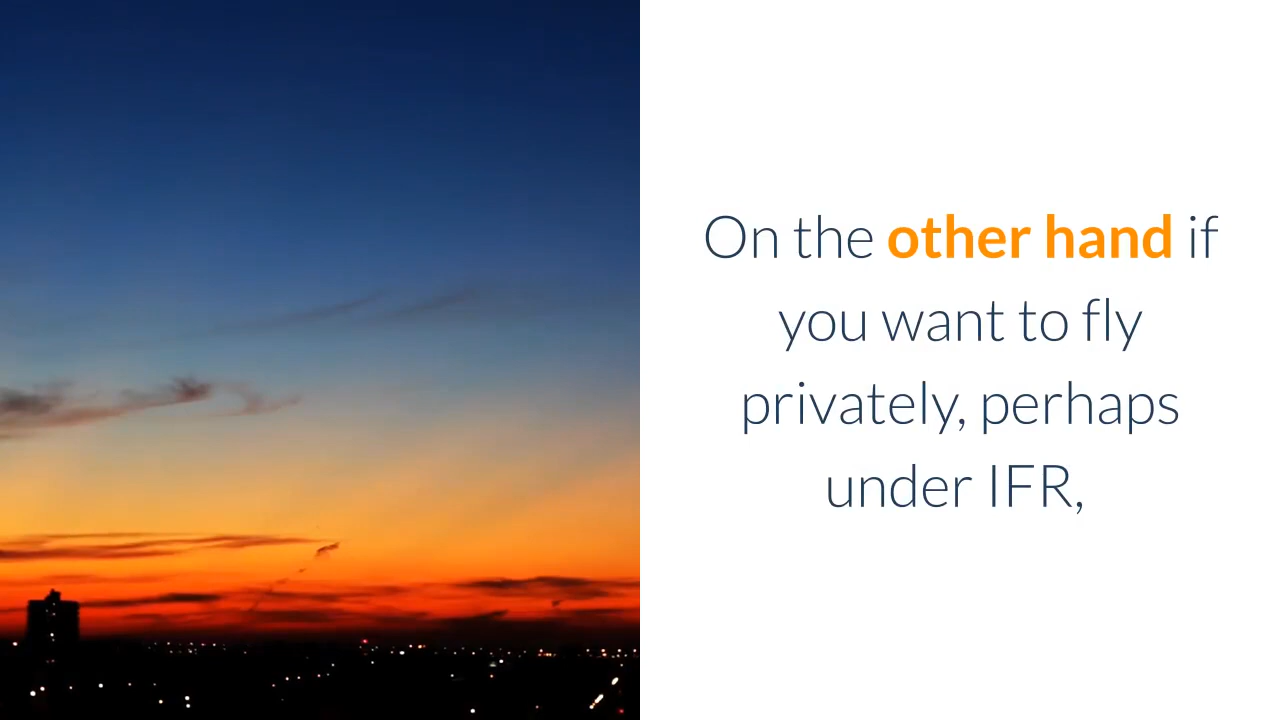 On the other hand if
you want to fly
privately, perhaps
under IFR,